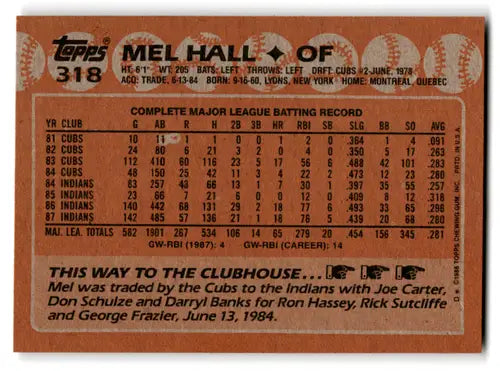 Topps
318
MEL HALL ✦ OF
HT: 6'1" WT: 205 BATS: LEFT THROWS: LEFT DRFT: CUBS #2-JUNE, 1978
ACQ: TRADE, 6-13-84 BORN: 9-16-60, LYONS, NEW YORK HOME: MONTREAL, QUEBEC
COMPLETE MAJOR LEAGUE BATTING RECORD
YR CLUB G AB R H 2B 3B HR RBI SB SLG BB SO AVG
81 CUBS 10 11 1 1 0 0 1 2 0 .364 1 4 .091
82 CUBS 24 80 6 21 3 2 0 4 0 .350 5 17 .263
83 CUBS 112 410 60 116 23 5 17 56 6 .488 42 101 .283
84 CUBS 48 150 25 42 11 3 4 22 2 .473 12 23 .280
84 INDIANS 83 257 43 66 13 1 7 30 1 .397 35 55 .257
85 INDIANS 23 66 7 21 6 0 0 12 0 .409 8 12 .318
86 INDIANS 140 442 68 131 29 2 18 77 6 .493 33 65 .296
87 INDIANS 142 485 57 136 21 1 18 76 5 .439 20 68 .280
MAJ. LEA. TOTALS 582 1901 267 534 106 14 65 279 20 .454 156 345 .281
GW-RBI (1987): 4 GW-RBI (CAREER): 14
THIS WAY TO THE CLUBHOUSE...
Mel was traded by the Cubs to the Indians with Joe Carter,
Don Schulze and Darryl Banks for Ron Hassey, Rick Sutcliffe
and George Frazier, June 13, 1984.
D* ©1988 TOPPS CHEWING GUM, INC. PRTD. IN U.S.A.